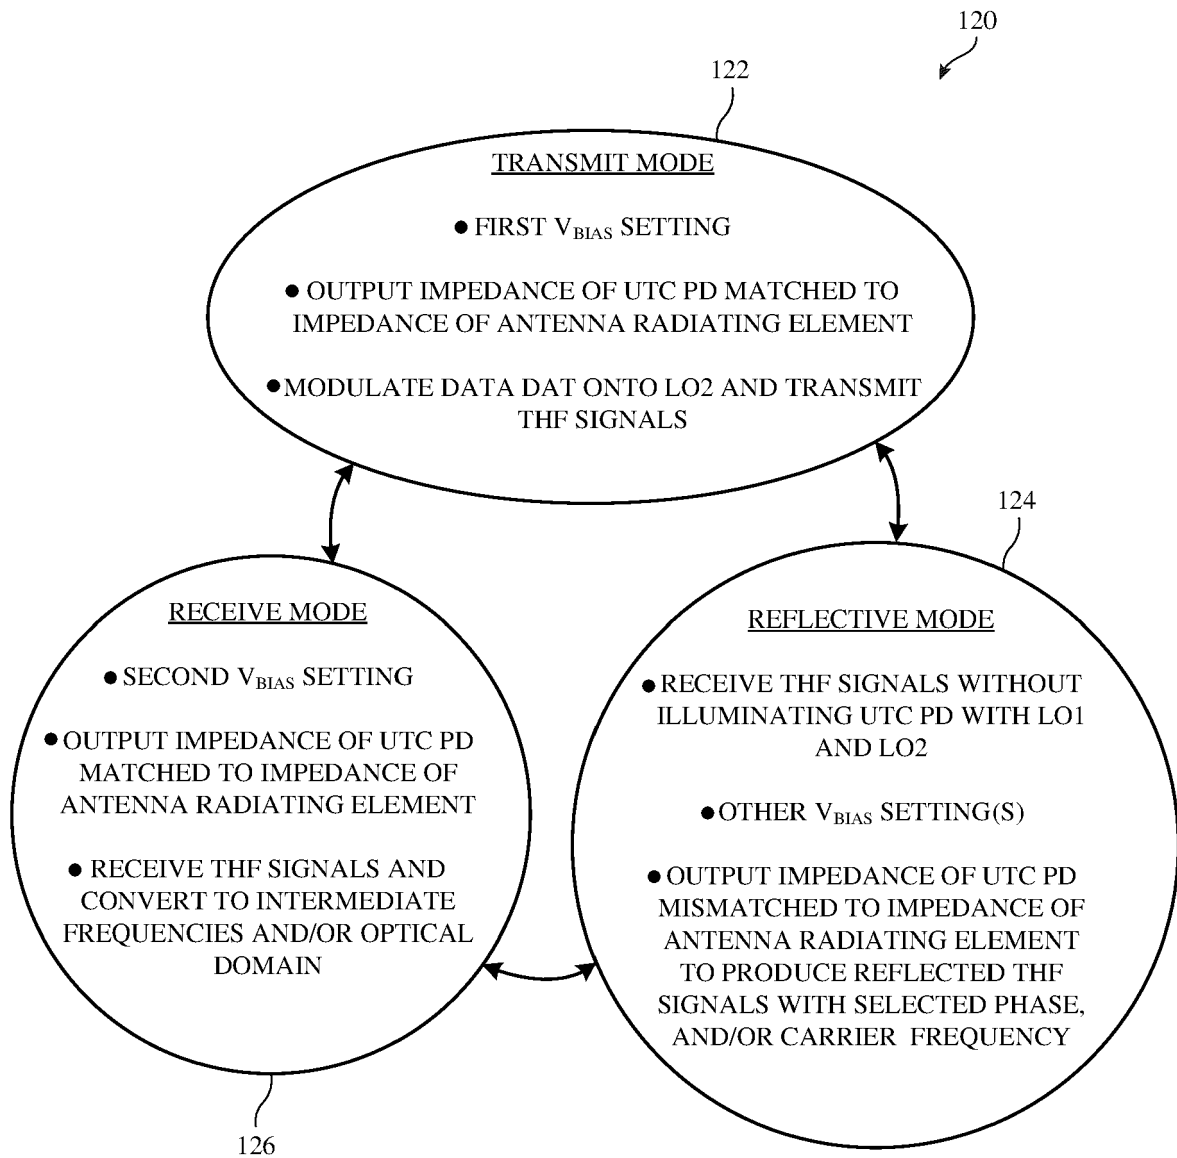 120
122
TRANSMIT MODE
● FIRST VBIAS SETTING
● OUTPUT IMPEDANCE OF UTC PD MATCHED TO
IMPEDANCE OF ANTENNA RADIATING ELEMENT
● MODULATE DATA DAT ONTO LO2 AND TRANSMIT
THF SIGNALS
124
RECEIVE MODE
● SECOND VBIAS SETTING
● OUTPUT IMPEDANCE OF UTC PD
MATCHED TO IMPEDANCE OF
ANTENNA RADIATING ELEMENT
● RECEIVE THF SIGNALS AND
CONVERT TO INTERMEDIATE
FREQUENCIES AND/OR OPTICAL
DOMAIN
126
REFLECTIVE MODE
● RECEIVE THF SIGNALS WITHOUT
ILLUMINATING UTC PD WITH LO1
AND LO2
● OTHER VBIAS SETTING(S)
● OUTPUT IMPEDANCE OF UTC PD
MISMATCHED TO IMPEDANCE OF
ANTENNA RADIATING ELEMENT
TO PRODUCE REFLECTED THF
SIGNALS WITH SELECTED PHASE,
AND/OR CARRIER FREQUENCY